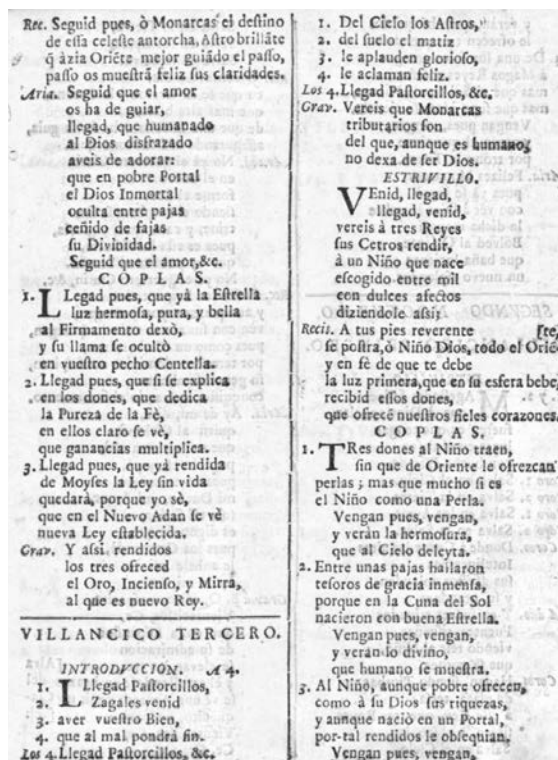 Rec. Seguid pues, ò Monarcas el destino
de eſſa celeſte antorcha, Aſtro brillãte
q̃ àzia Oriẽte mejor guiado el paſſo,
paſſo os mueſtrà feliz ſus claridades.
Aria. Seguid que el amor
os ha de guiar,
llegad, que humanado
al Dios disfrazado
aveis de adorar:
que en pobre Portal
el Dios Inmortal
oculta entre pajas
ceñido de fajas
ſu Divinidad.
Seguid que el amor,&c.
COPLAS.
1. LLegad pues, que yà la Eſtrella
luz hermoſa, pura, y bella
al Firmamento dexò,
y ſu llama ſe ocultò
en vueſtro pecho Centella.
2. Llegad pues, que ſi ſe explica
en los dones, que dedica
la Pureza de la Fè,
en ellos claro ſe vè,
que ganancias multiplica.
3. Llegad pues, que yà rendida
de Moyſes la Ley ſin vida
quedarà, porque yo sè,
que en el Nuevo Adan ſe vè
nueva Ley eſtablecida.
Grav. Y aſsi rendidos
los tres ofreced
el Oro, Incienſo, y Mirra,
al que es nuevo Rey.
VILLANCICO TERCERO.
INTRODVCCION. A 4.
1. LLlegad Paſtorcillos,
2. Zagales venid
3. aver vueſtro Bien,
4. que al mal pondrà fin.
Los 4. Llegad Paſtorcillos, &c.
1. Del Cielo los Aſtros,
2. del ſuelo el matiz
3. le aplauden glorioſo,
4. le aclaman feliz.
Los 4. Llegad Paſtorcillos, &c.
Grav. Vereis que Monarcas
tributarios ſon
del que, aunque es humano,
no dexa de ſer Dios.
ESTRIVILLO.
VEnid, llegad,
llegad, venid,
vereis à tres Reyes
ſus Cetros rendir,
à un Niño que nace
eſcogido entre mil
con dulces afectos
diziendole aſsi:
Recit. A tus pies reverente [te,
ſe poſtra, ò Niño Dios, todo el Oriẽ
y en fè de que te debe
la luz primera, que en ſu esfera bebe,
recibid eſſos dones,
que ofrecẽ nueſtros fieles corazones.
COPLAS.
1. TRes dones al Niño traen,
ſin que de Oriente le ofrezcan
perlas; mas que mucho ſi es
el Niño como una Perla.
Vengan pues, vengan,
y veràn la hermoſura,
que al Cielo deleyta.
2. Entre unas pajas hallaron
teſoros de gracia inmenſa,
porque en la Cuna del Sol
nacieron con buena Eſtrella.
Vengan pues, vengan,
y veràn lo divino,
que humano ſe mueſtra.
3. Al Niño, aunque pobre ofrecen,
como à ſu Dios ſus riquezas,
y aunque naciò en un Portal,
por-tal rendidos le obſequian.
Vengan pues, vengan,